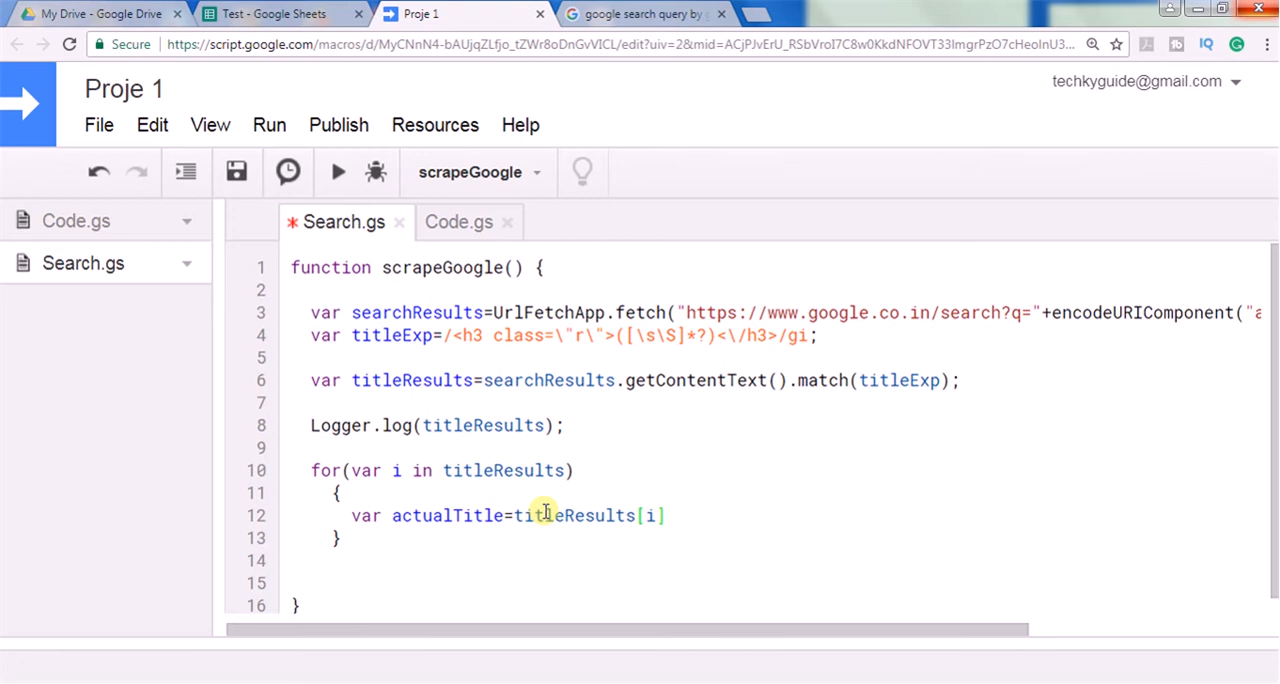 My Drive - Google Drive
Test - Google Sheets
Proje 1
google search query by g
Secure
https://script.google.com/macros/d/MyCNnN4-bAUjqZLfjo_tZWr8oDnGvVICL/edit?uiv=2&mid=ACjPJvErU_RSbVroI7C8w0KkdNFOVT33ImgrPzO7cHeoInU3...
Proje 1
techkyguide@gmail.com
File Edit View Run Publish Resources Help
scrapeGoogle
Code.gs
Search.gs
* Search.gs
Code.gs
1 function scrapeGoogle() {
2
3 var searchResults=UrlFetchApp.fetch("https://www.google.co.in/search?q="+encodeURIComponent("a
4 var titleExp=/<h3 class=\"r\">([\s\S]*?)<\/h3>/gi;
5
6 var titleResults=searchResults.getContentText().match(titleExp);
7
8 Logger.log(titleResults);
9
10 for(var i in titleResults)
11 {
12 var actualTitle=titleResults[i]
13 }
14
15
16 }